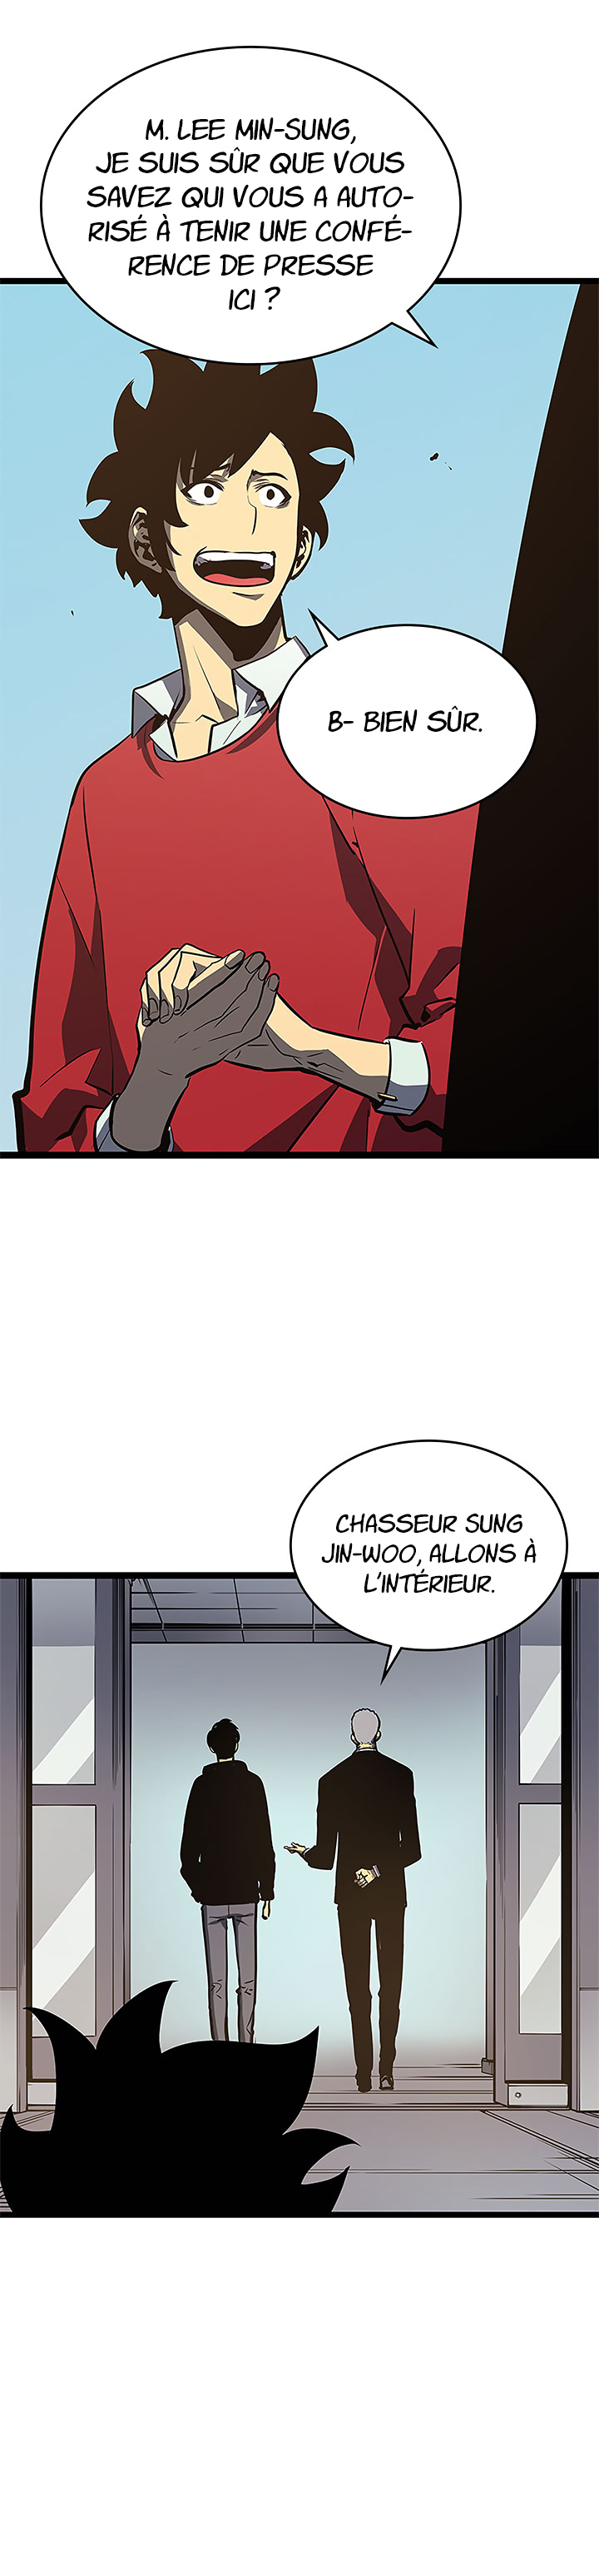 M. LEE MIN-SUNG,
JE SUIS SÛR QUE VOUS
SAVEZ QUI VOUS A AUTO-
RISÉ À TENIR UNE CONFÉ-
RENCE DE PRESSE
ICI ?
B- BIEN SÛR.
CHASSEUR SUNG
JIN-WOO, ALLONS À
L'INTÉRIEUR.